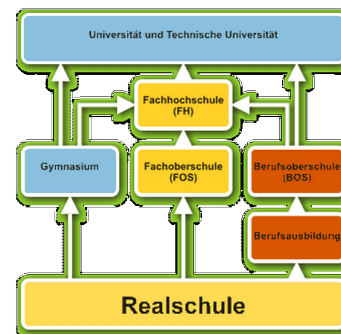 Universität und Technische Universität
Fachhochschule
(FH)
Gymnasium
Fachoberschule
(FOS)
Berufsoberschule
(BOS)
Berufsausbildung
Realschule